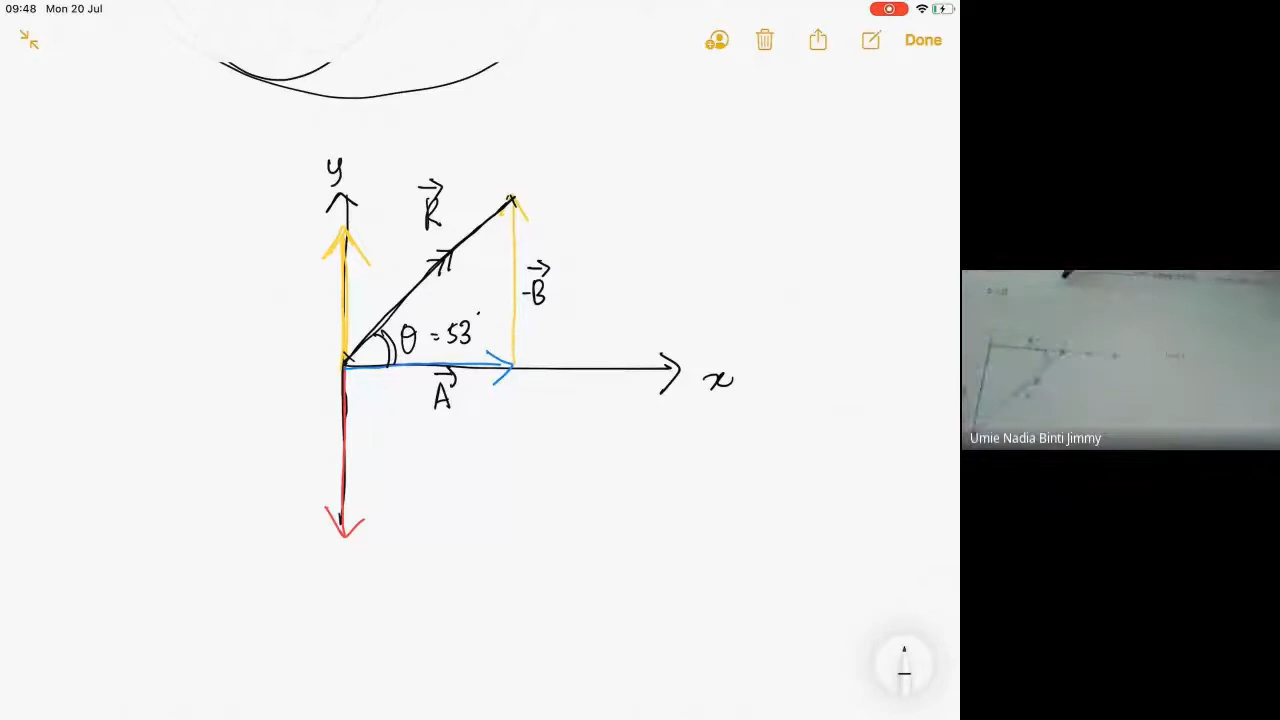 09:48 Mon 20 Jul
Done
y
R
-B
θ = 53°
A
x
Umie Nadia Binti Jimmy